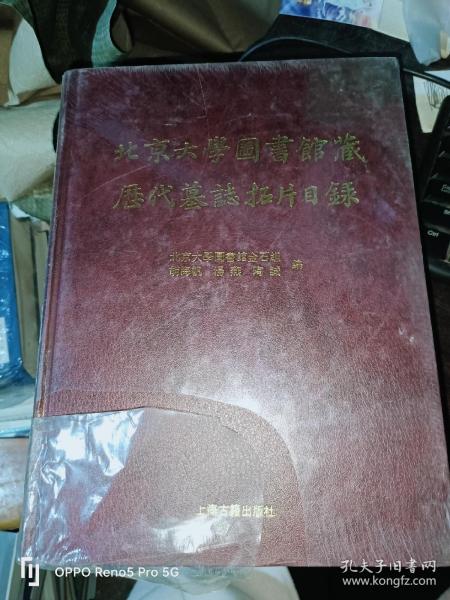 北京大學圖書館藏
歷代墓誌拓片目錄
北京大學圖書館金石組
胡海帆 湯燕 陶誠 編
上海古籍出版社
Ctrl
OPPO Reno5 Pro 5G
孔夫子旧书网
www.kongfz.com